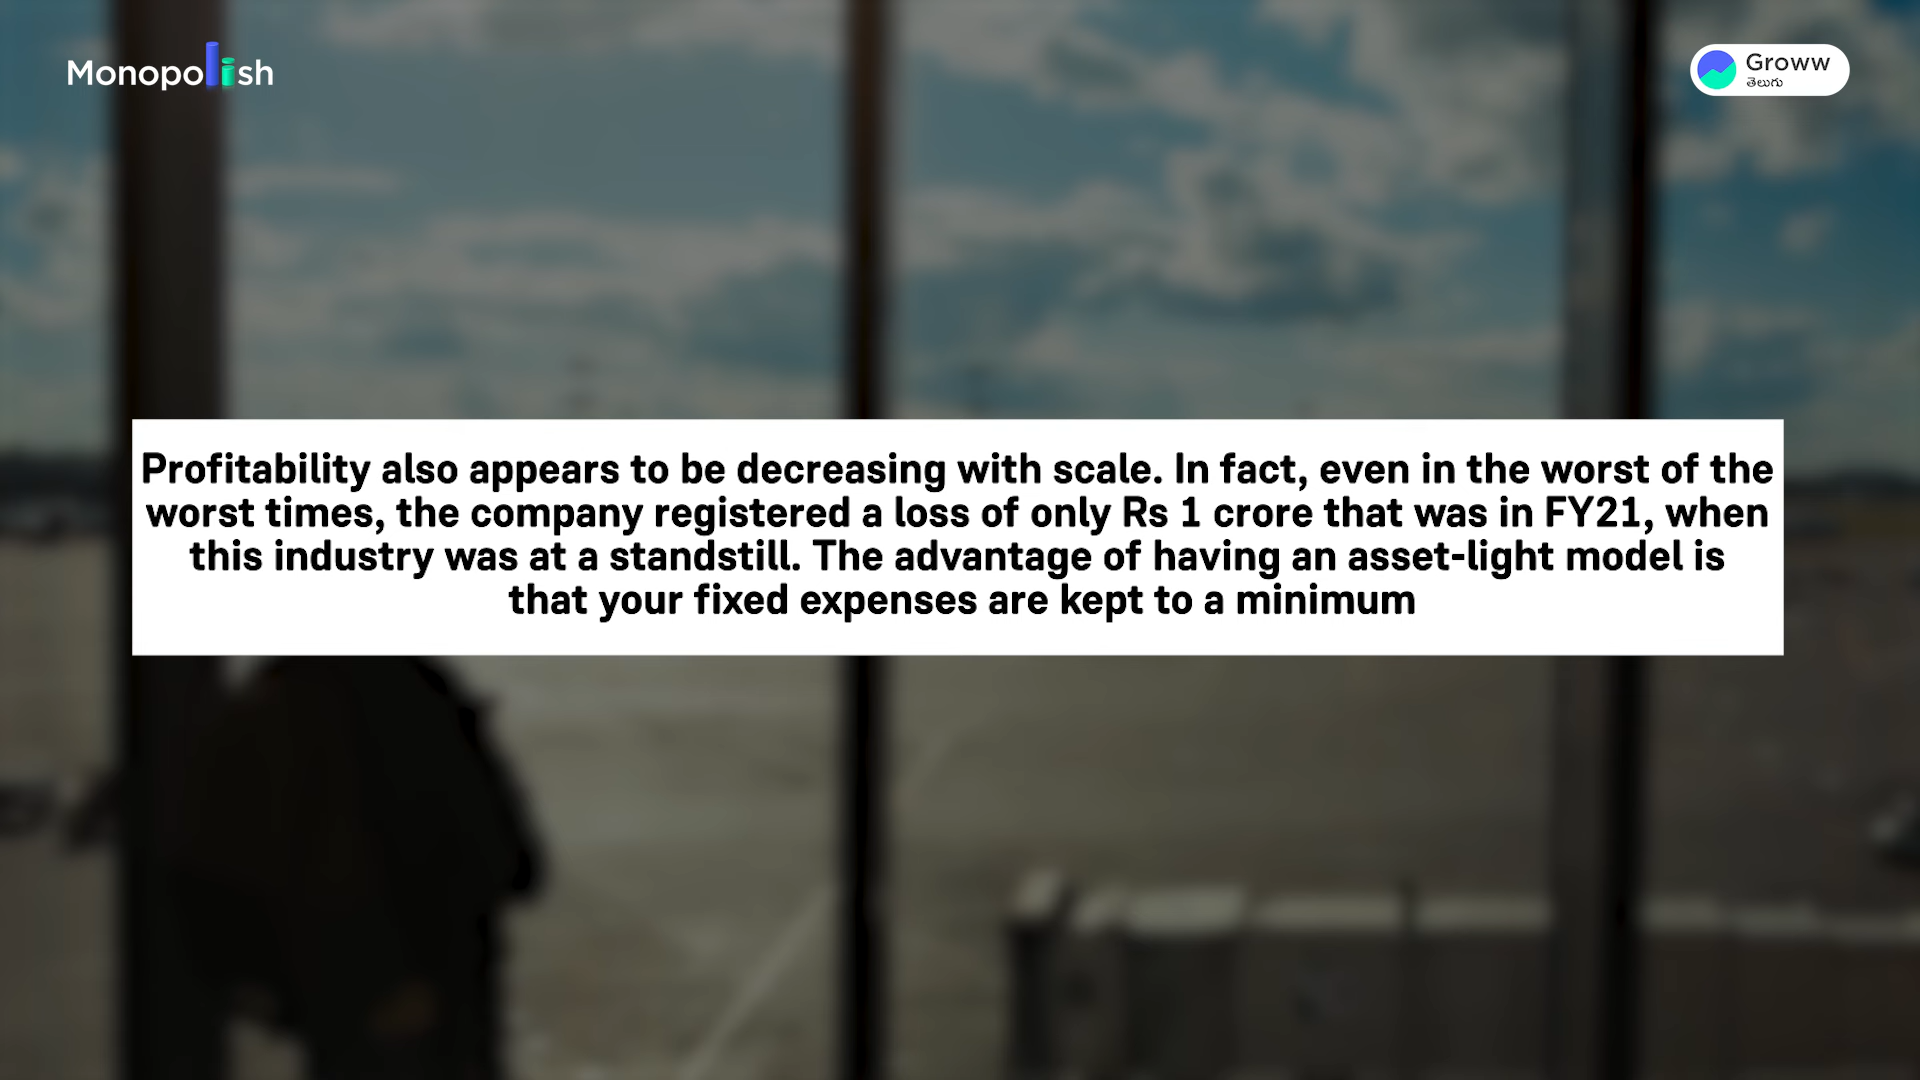 Monopolish
Groww
తెలుగు
Profitability also appears to be decreasing with scale. In fact, even in the worst of the
worst times, the company registered a loss of only Rs 1 crore that was in FY21, when
this industry was at a standstill. The advantage of having an asset-light model is
that your fixed expenses are kept to a minimum